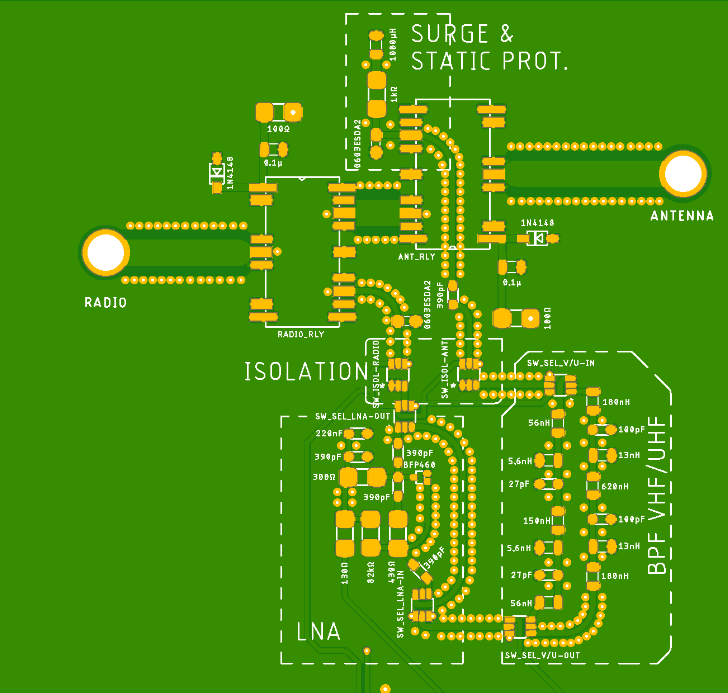 SURGE &
STATIC PROT.
1080µH
1kΩ
0603ESDA2
100Ω
0.1µ
1N4148
ANTENNA
1N4148
ANT_RLY
0.1µ
RADIO
390pF
0603ESDA2
100Ω
RADIO_RLY
ISOLATION
SW_ISOL-RADIO
SW_ISOL-ANT
SW_SEL_V/U-IN
180nH
SW_SEL_LNA-OUT
56nH
100pF
220nF
390pF
390pF
13nH
5.6nH
BFP460
300Ω
27pF
620nH
390pF
BPF VHF/UHF
150nH
100pF
5.6nH
13nH
390pF
130Ω
82kΩ
430Ω
27pF
180nH
SW_SEL_LNA-IN
56nH
LNA
SW_SEL_V/U-OUT